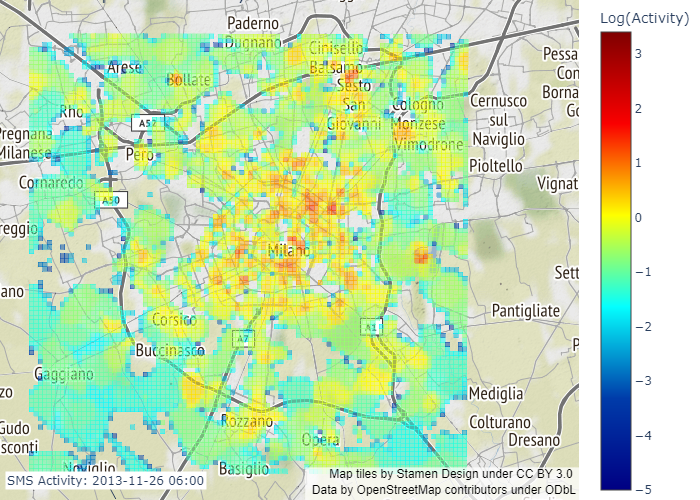 Log(Activity)
Paderno
Dugnano
Cinisello
Balsamo
Arese
Bollate
Sesto
San
Giovanni
Cologno
Monzese
Vimodrone
Cernusco
sul
Naviglio
Pessa
Con
Borna
Go
Rho
A52
Pregnana
Milanese
Pero
Pioltello
Cornaredo
Vignat
A50
reggio
Milano
Sett
ano
Corsico
A7
A1
Pantigliate
Buccinasco
P
Gaggiano
zo
Mediglia
Rozzano
Colturano
Gudo
sconti
Opera
Dresano
Noviglio
Basiglio
3
2
1
0
−1
−2
−3
−4
−5
SMS Activity: 2013-11-26 06:00
Map tiles by Stamen Design under CC BY 3.0
Data by OpenStreetMap contributors under ODbL